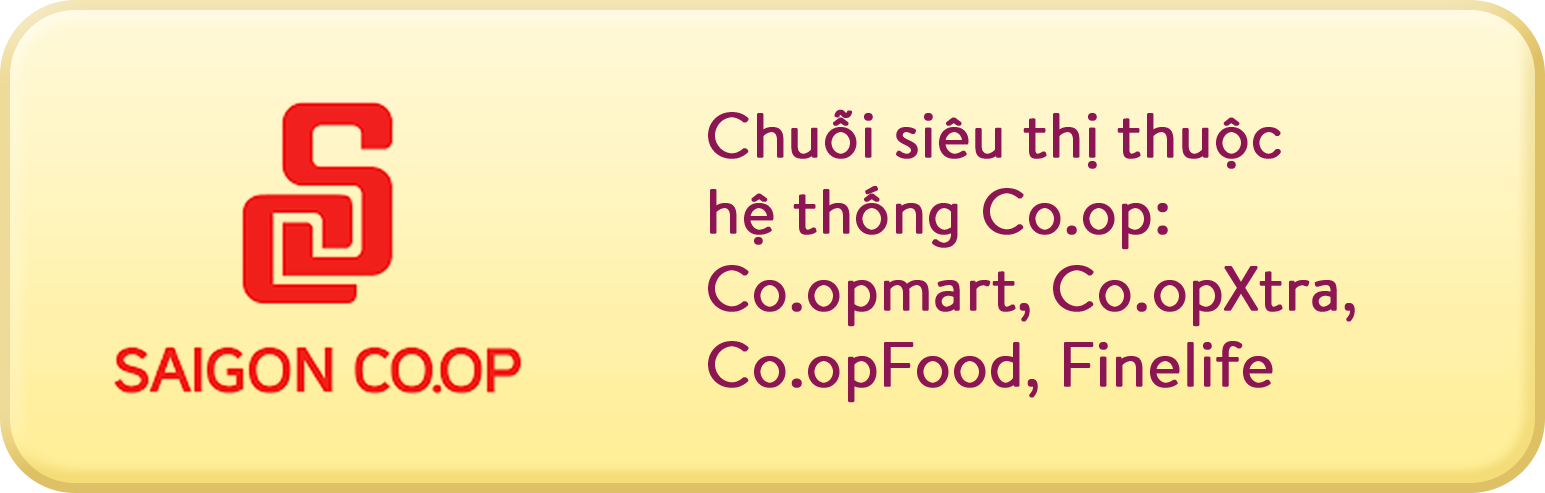 SAIGON CO.OP
Chuỗi siêu thị thuộc
hệ thống Co.op:
Co.opmart, Co.opXtra,
Co.opFood, Finelife